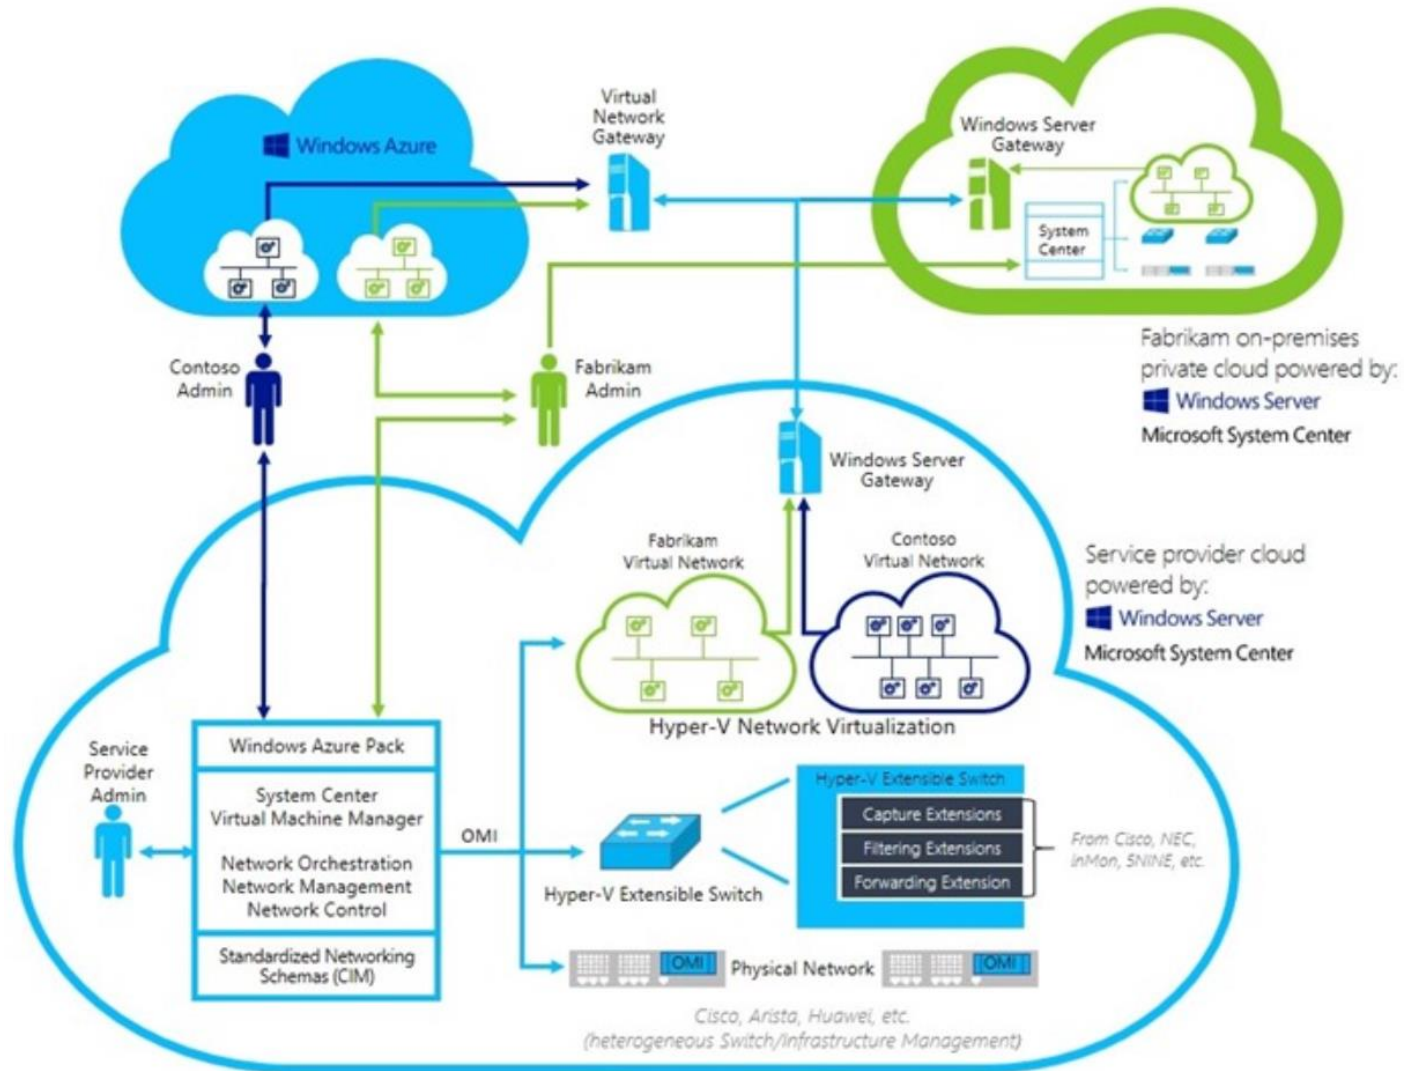 Windows Azure
Virtual
Network
Gateway
Windows Server
Gateway
System
Center
Contoso
Admin
Fabrikam
Admin
Fabrikam on-premises
private cloud powered by:
Windows Server
Microsoft System Center
Windows Server
Gateway
Fabrikam
Virtual Network
Contoso
Virtual Network
Service provider cloud
powered by:
Windows Server
Microsoft System Center
Hyper-V Network Virtualization
Service
Provider
Admin
Windows Azure Pack
System Center
Virtual Machine Manager
Network Orchestration
Network Management
Network Control
Standardized Networking
Schemas (CIM)
OMI
Hyper-V Extensible Switch
Hyper-V Extensible Switch
Capture Extensions
Filtering Extensions
Forwarding Extension
From Cisco, NEC,
InMon, 5NINE, etc.
OMI
Physical Network
OMI
Cisco, Arista, Huawei, etc.
(heterogeneous Switch/Infrastructure Management)